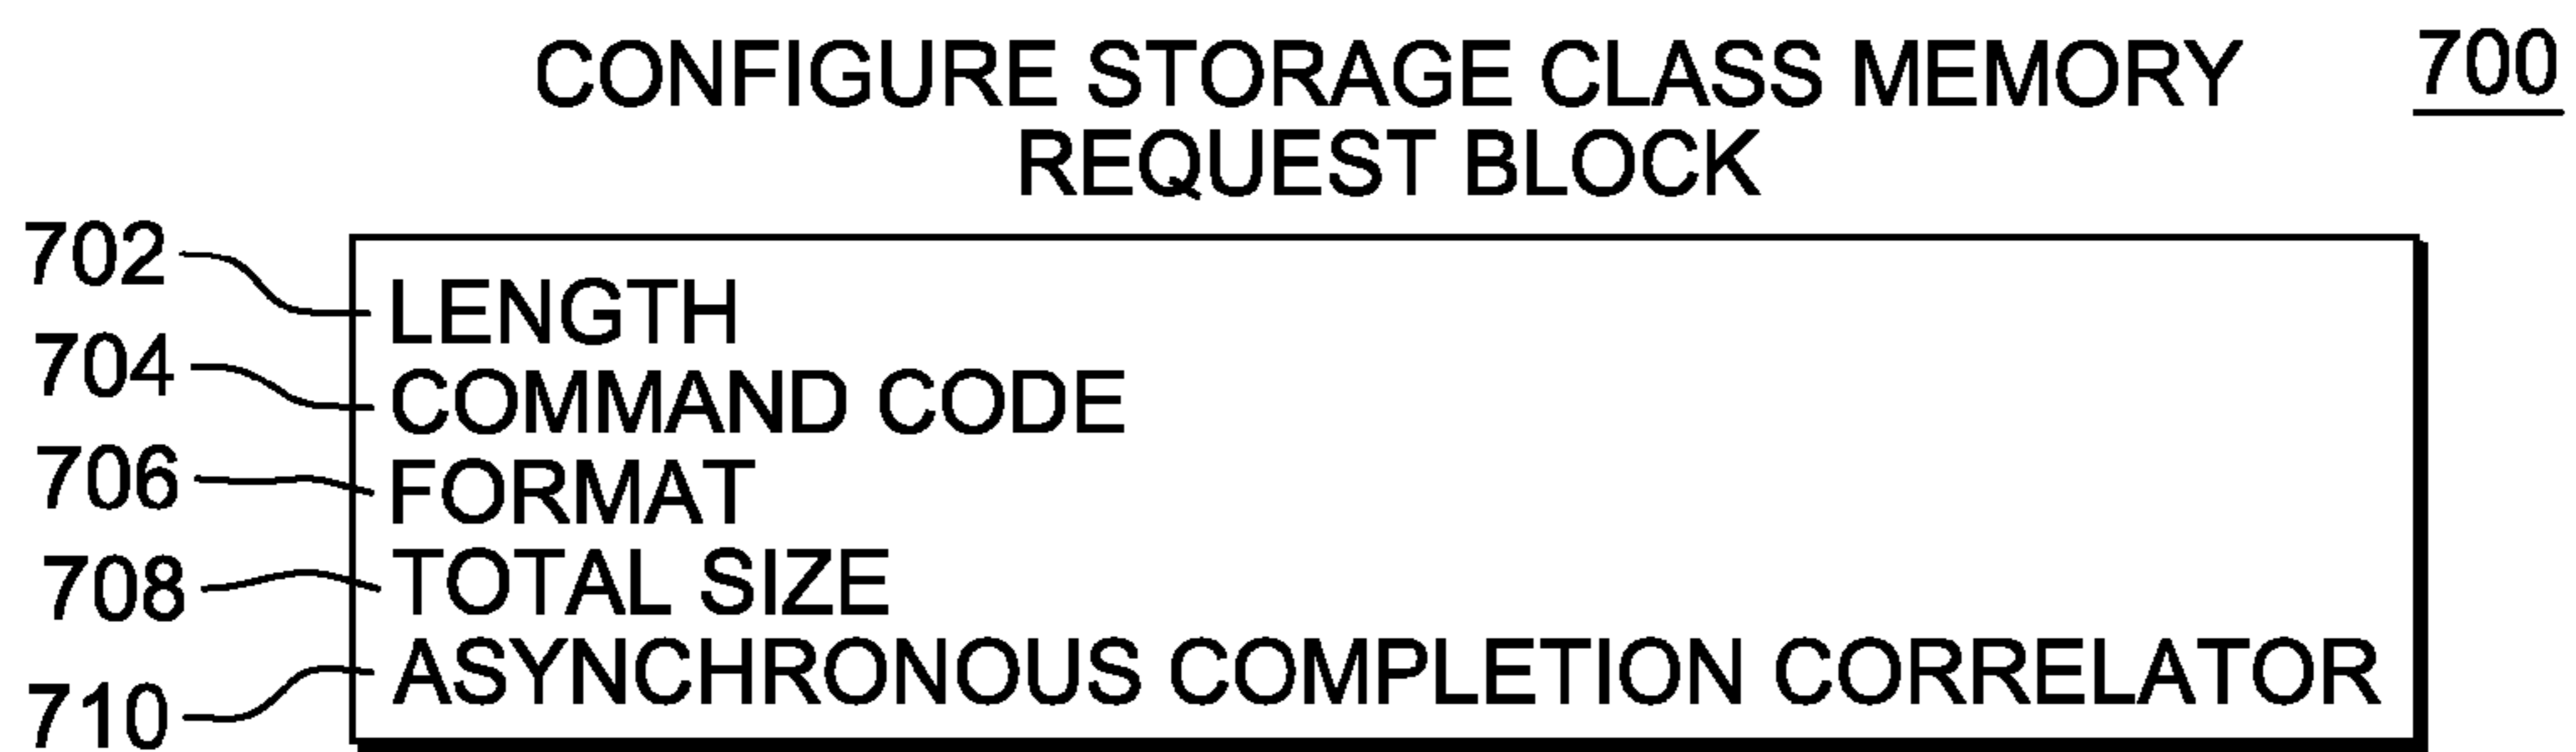 CONFIGURE STORAGE CLASS MEMORY 700
REQUEST BLOCK
702 LENGTH
704 COMMAND CODE
706 FORMAT
708 TOTAL SIZE
710 ASYNCHRONOUS COMPLETION CORRELATOR